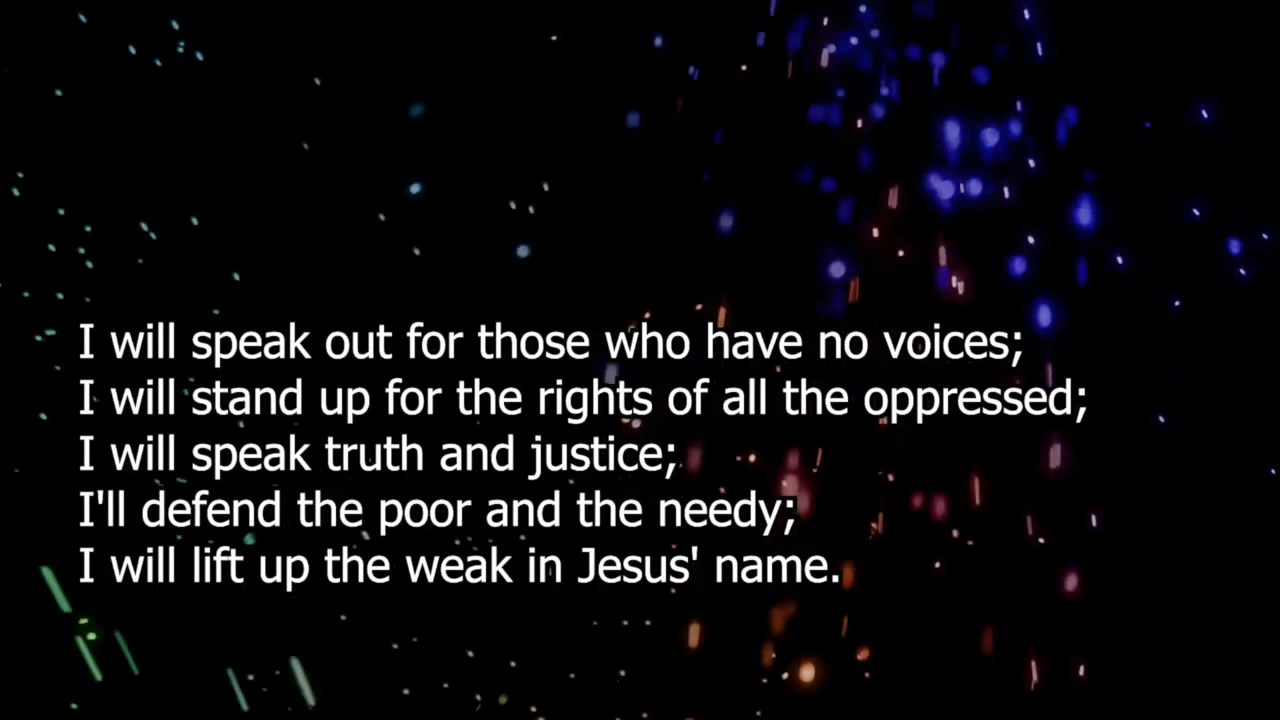 I will speak out for those who have no voices;
I will stand up for the rights of all the oppressed;
I will speak truth and justice;
I'll defend the poor and the needy;
I will lift up the weak in Jesus' name.